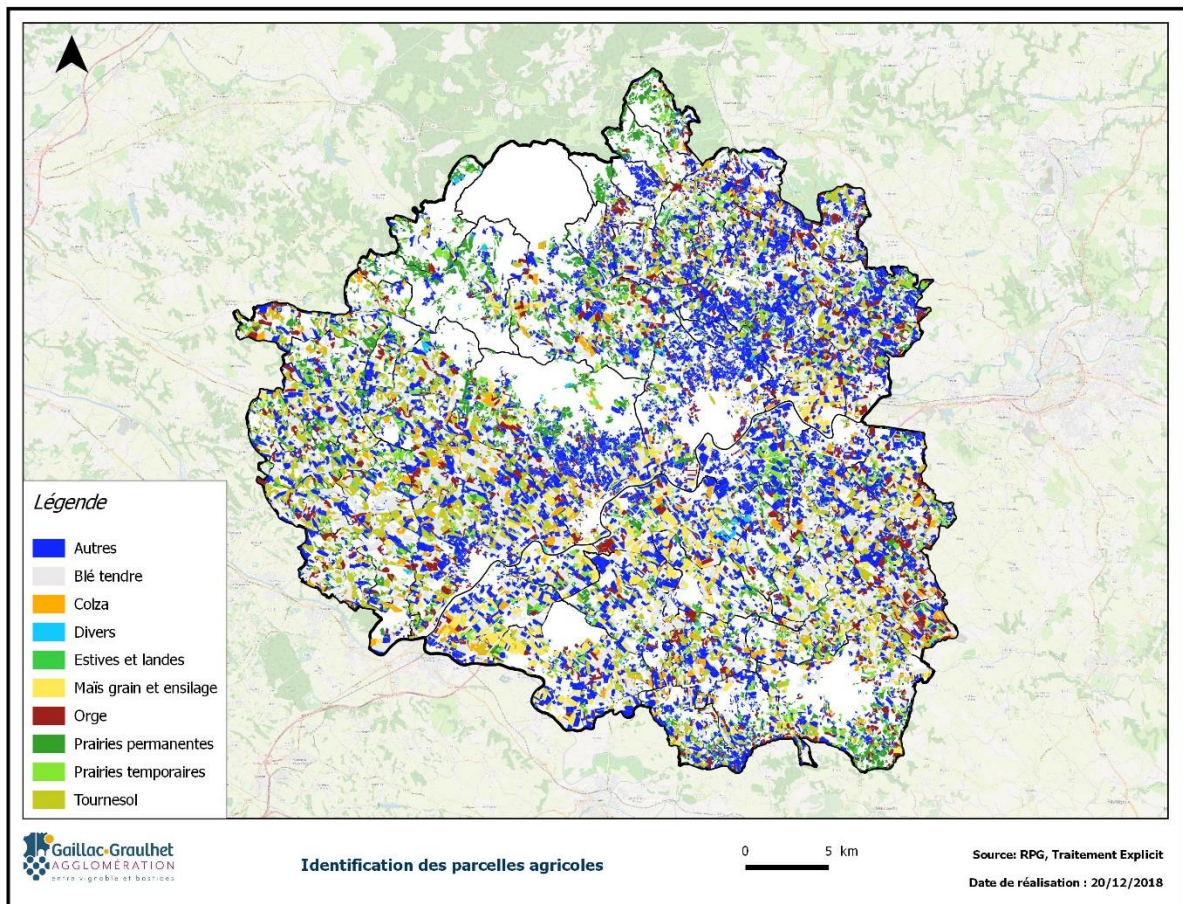 Légende
Autres
Blé tendre
Colza
Divers
Estives et landes
Maïs grain et ensilage
Orge
Prairies permanentes
Prairies temporaires
Tournesol
Gaillac•Graulhet
AGGLOMÉRATION
entre vignoble et bastides
Identification des parcelles agricoles
0 5 km
Source: RPG, Traitement Explicit
Date de réalisation : 20/12/2018